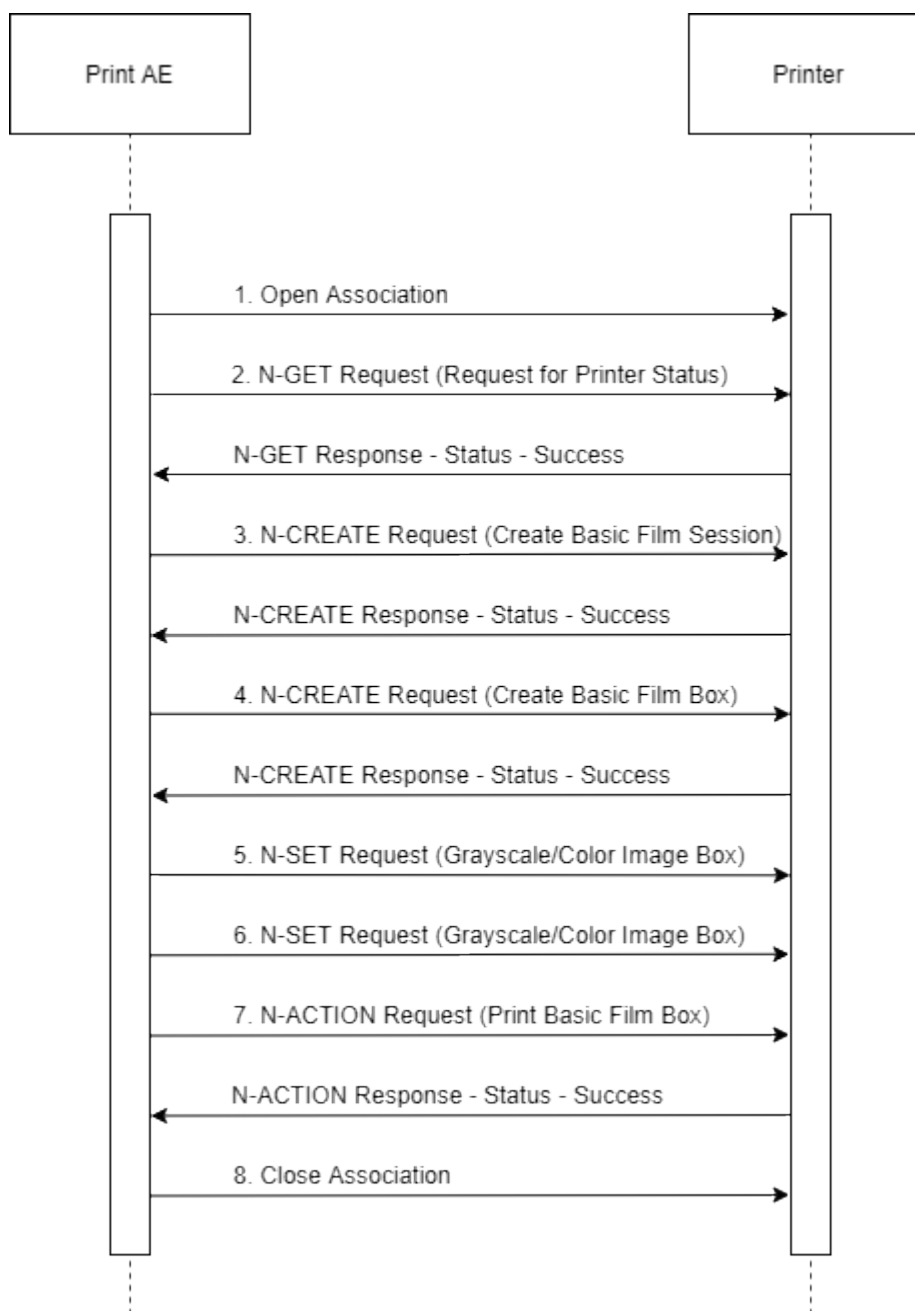 Print AE
Printer
1. Open Association
2. N-GET Request (Request for Printer Status)
N-GET Response - Status - Success
3. N-CREATE Request (Create Basic Film Session)
N-CREATE Response - Status - Success
4. N-CREATE Request (Create Basic Film Box)
N-CREATE Response - Status - Success
5. N-SET Request (Grayscale/Color Image Box)
6. N-SET Request (Grayscale/Color Image Box)
7. N-ACTION Request (Print Basic Film Box)
N-ACTION Response - Status - Success
8. Close Association